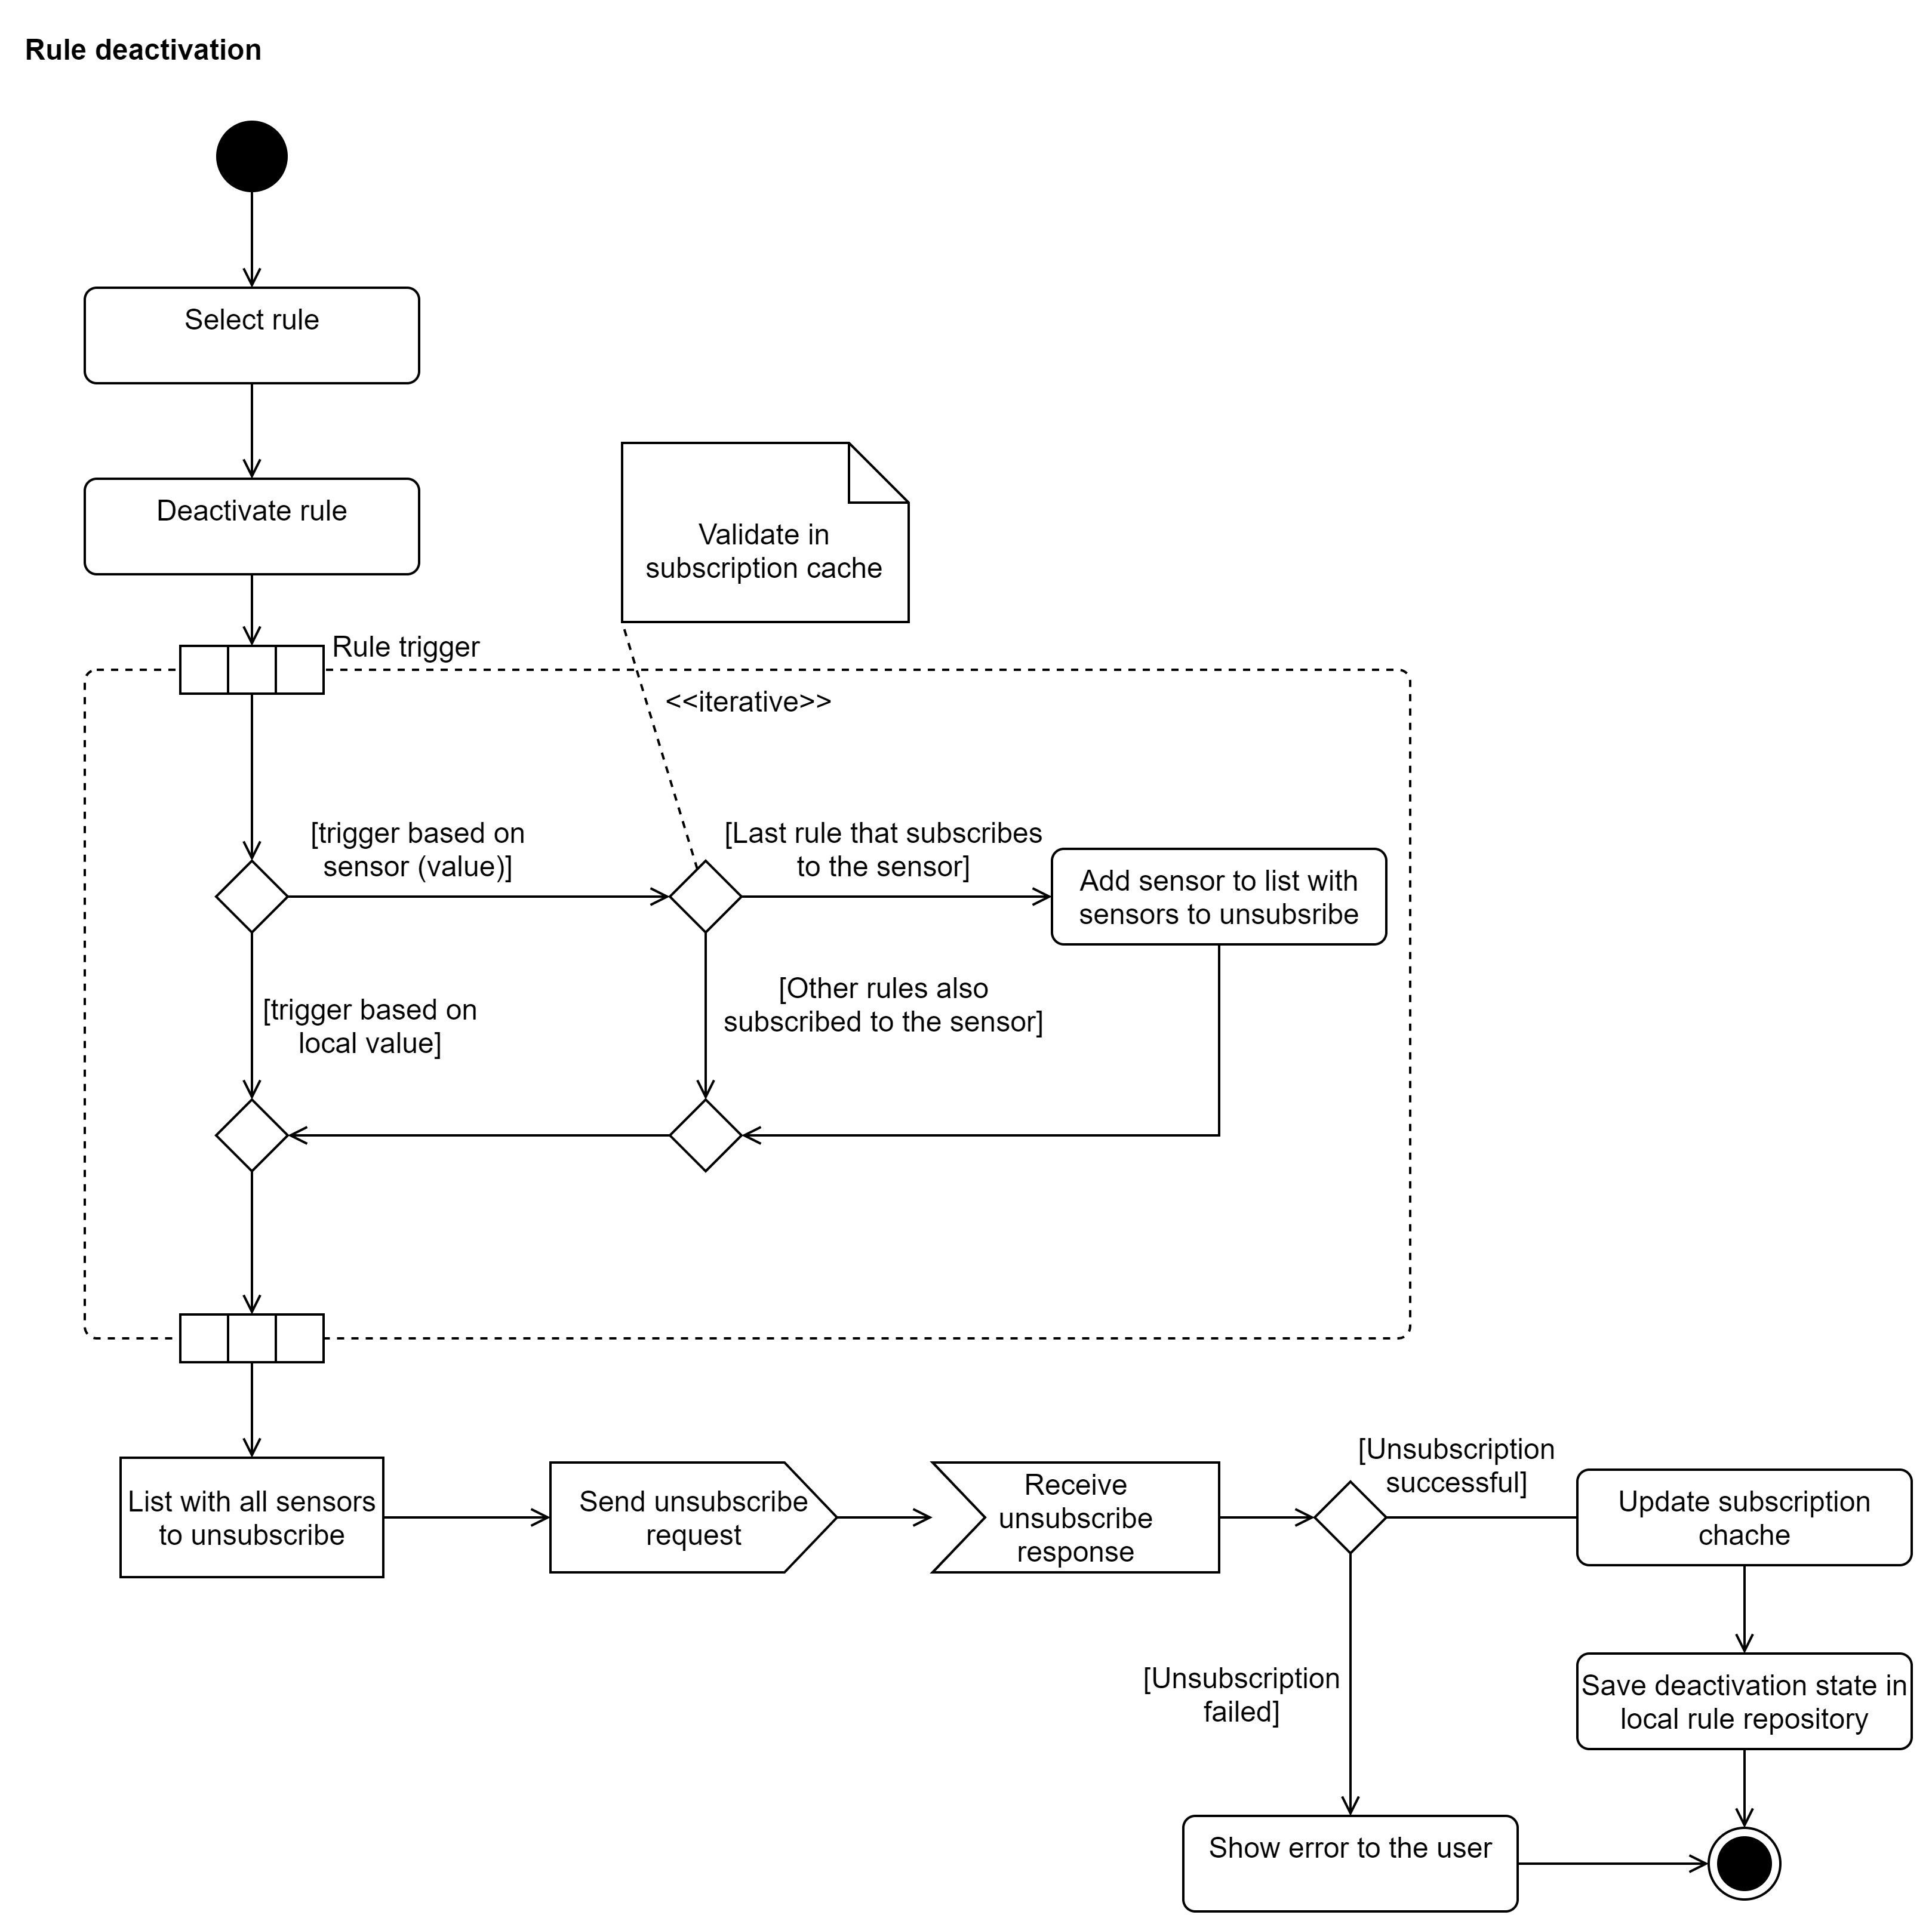 Rule deactivation
Select rule
Deactivate rule
Validate in
subscription cache
Rule trigger
<<iterative>>
[trigger based on
sensor (value)]
[Last rule that subscribes
to the sensor]
Add sensor to list with
sensors to unsubsribe
[trigger based on
local value]
[Other rules also
subscribed to the sensor]
List with all sensors
to unsubscribe
Send unsubscribe
request
Receive
unsubscribe
response
[Unsubscription
successful]
Update subscription
chache
[Unsubscription
failed]
Save deactivation state in
local rule repository
Show error to the user